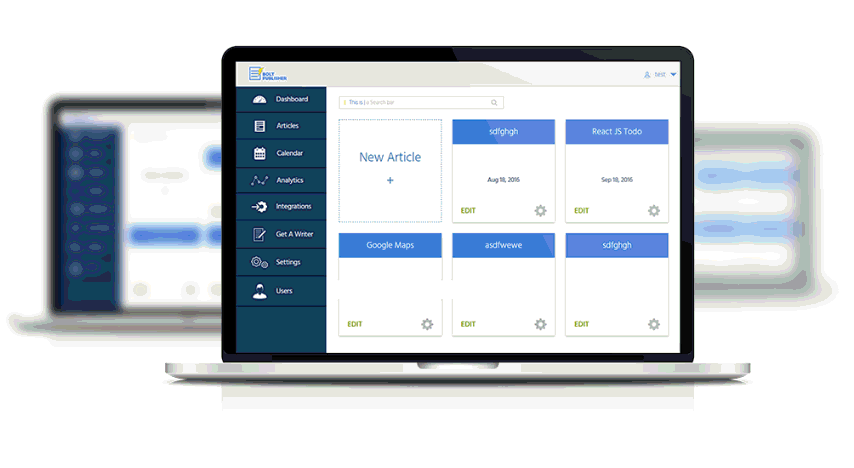 BOLT
PUBLISHER
test
Dashboard
Articles
Calendar
Analytics
Integrations
Get A Writer
Settings
Users
This is a Search bar
New Article
+
sdfghgh
Aug 18, 2016
EDIT
React JS Todo
Sep 18, 2016
EDIT
Google Maps
EDIT
asdfwewe
EDIT
sdfghgh
EDIT